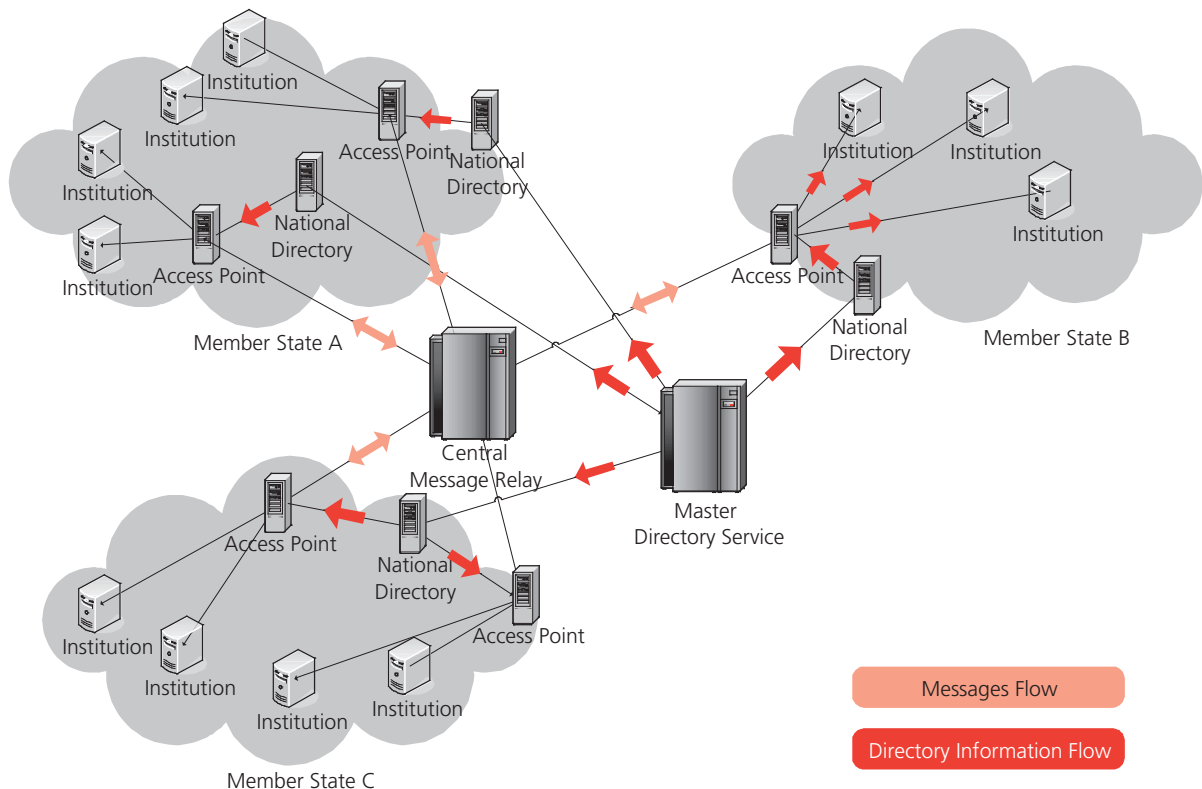 Institution
Institution
Institution
Institution
Access Point
National
Directory
National
Directory
Access Point
Member State A
Institution
Institution
Institution
Access Point
National
Directory
Member State B
Central
Message Relay
Master
Directory Service
Access Point
National
Directory
Access Point
Institution
Institution
Institution
Institution
Member State C
Messages Flow
Directory Information Flow